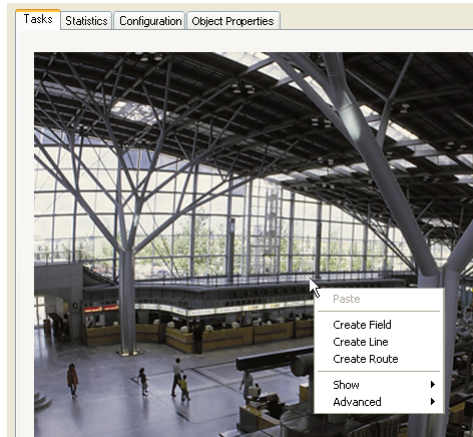 Tasks Statistics Configuration Object Properties
Paste
Create Field
Create Line
Create Route
Show
Advanced